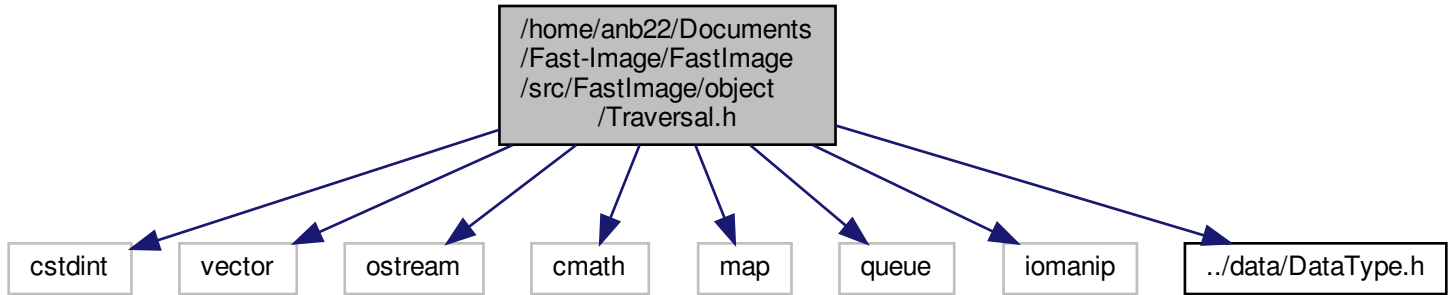 /home/anb22/Documents
/Fast-Image/FastImage
/src/FastImage/object
/Traversal.h
cstdint
vector
ostream
cmath
map
queue
iomanip
../data/DataType.h